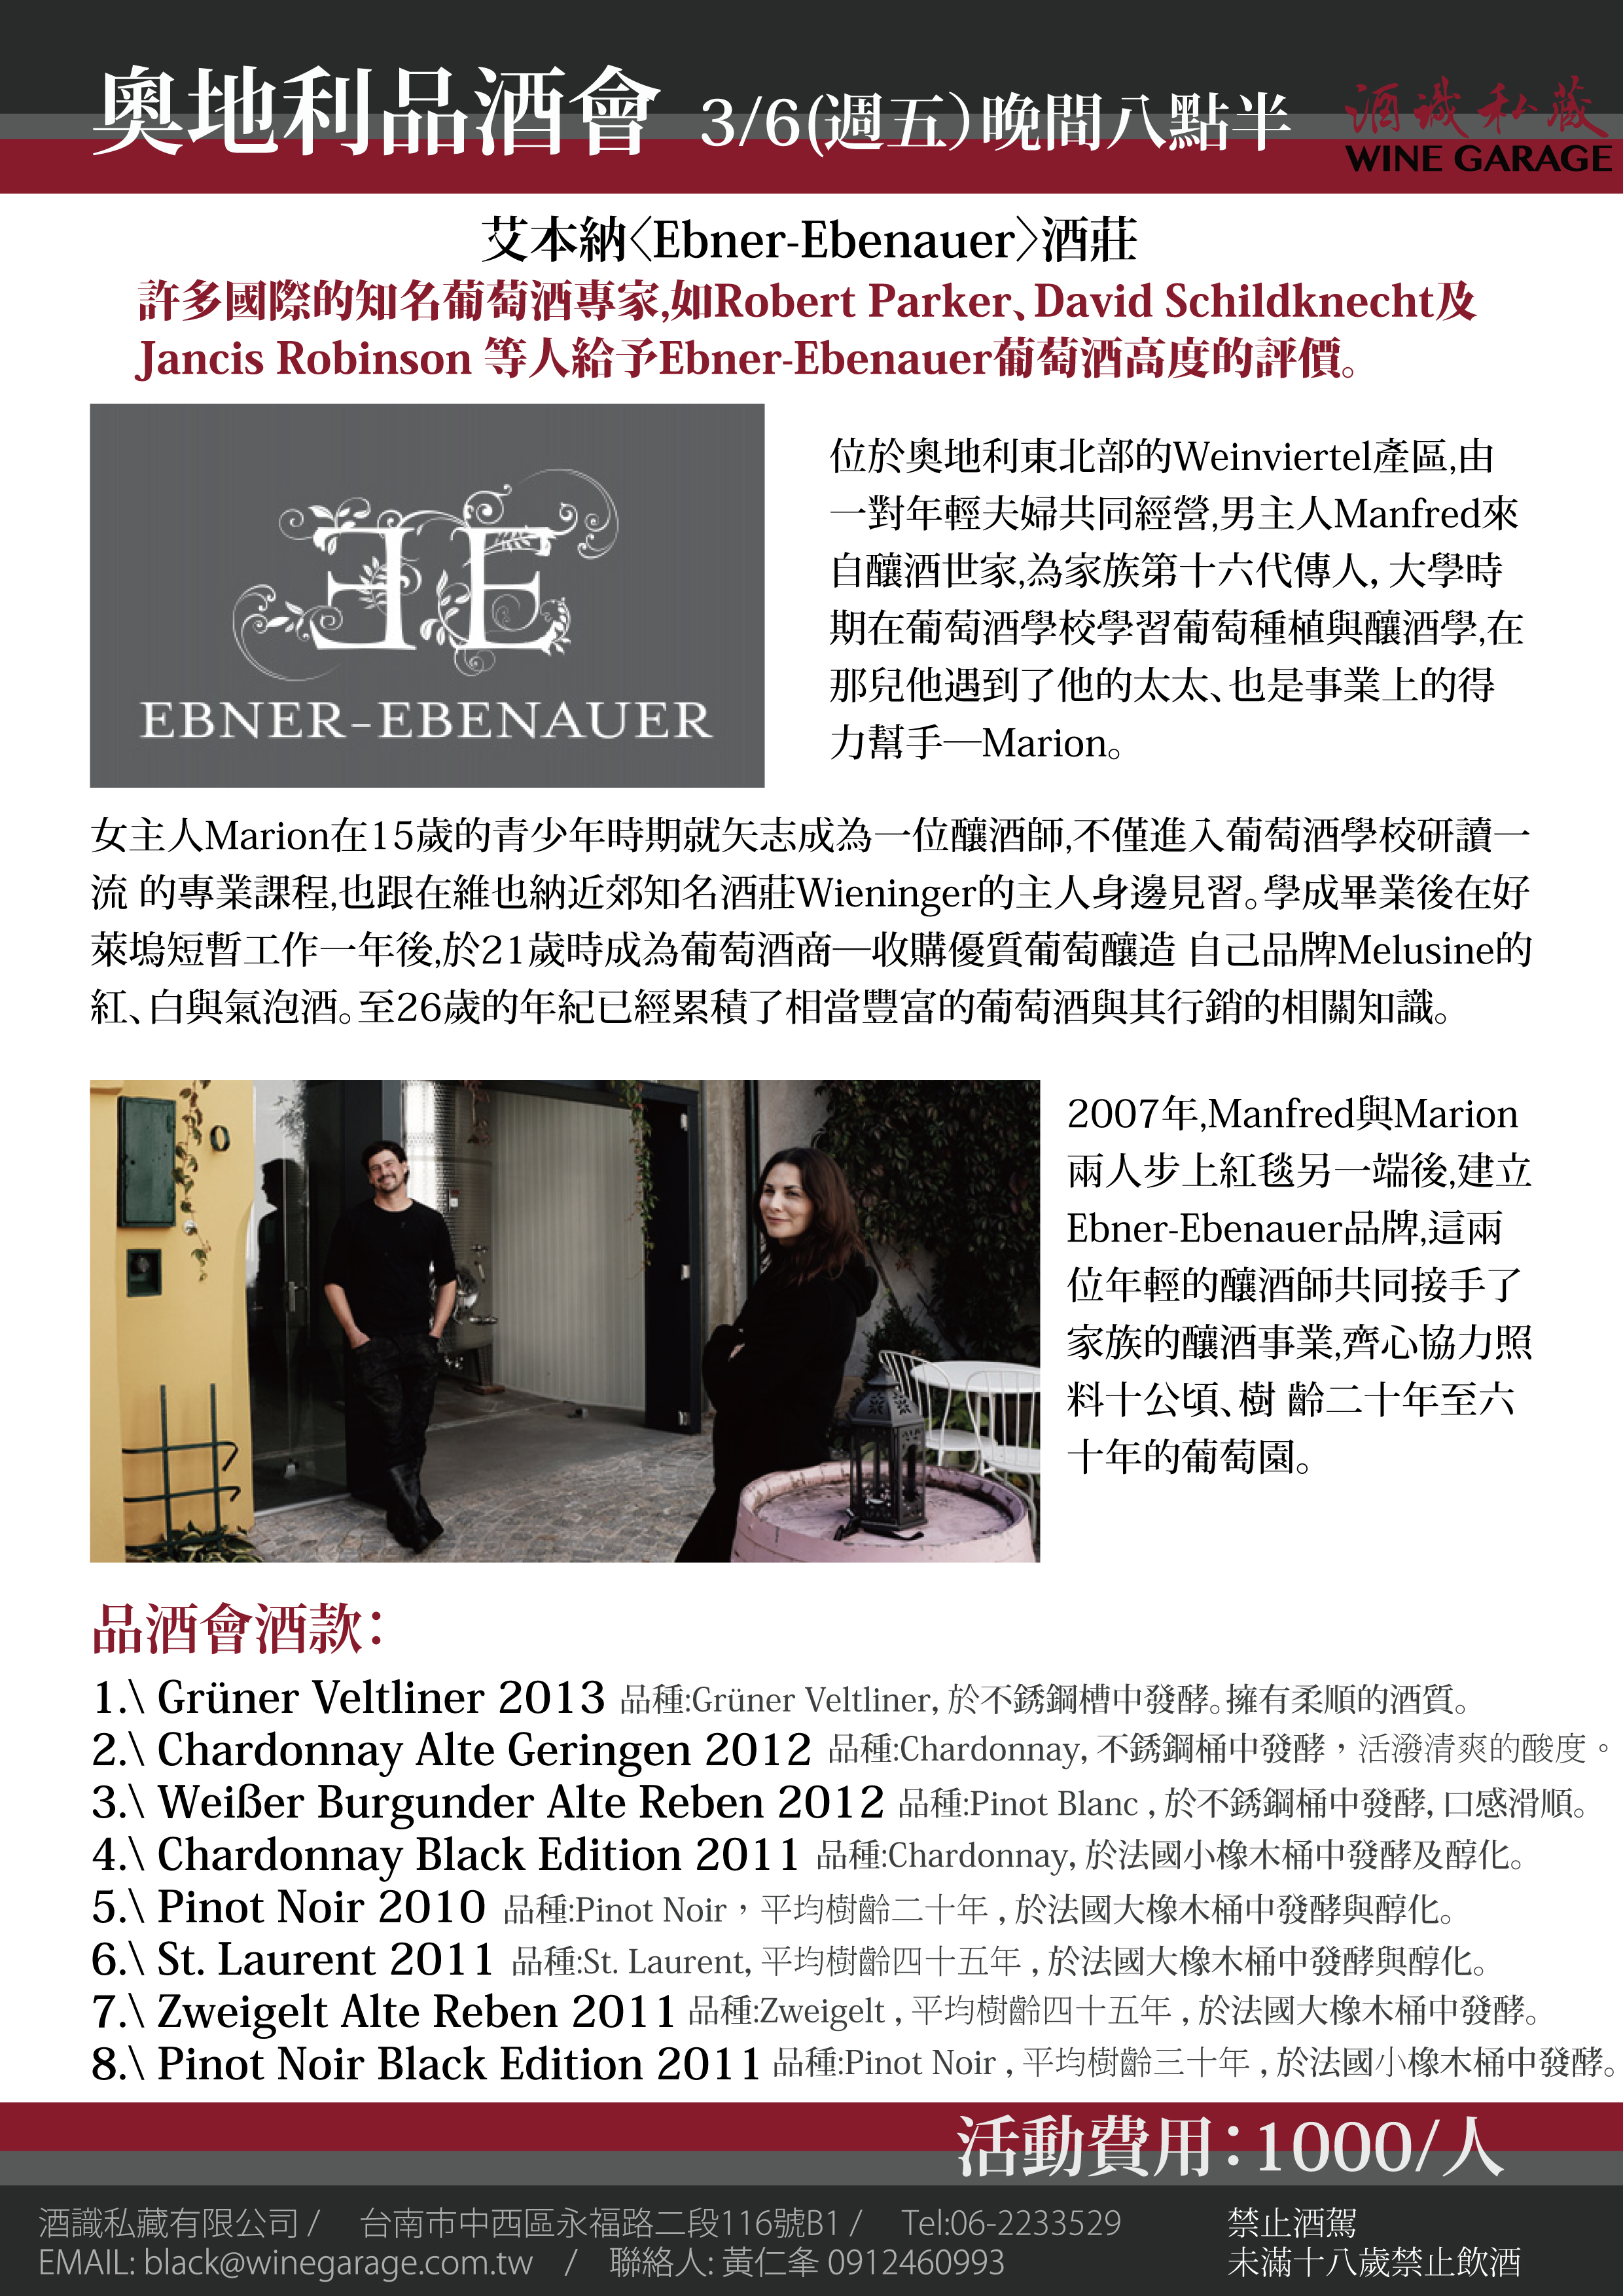 奧地利品酒會 3/6(週五)晚間八點半
酒識私藏
WINE GARAGE
艾本納〈Ebner-Ebenauer〉酒莊
許多國際的知名葡萄酒專家,如Robert Parker、David Schildknecht及
Jancis Robinson 等人給予Ebner-Ebenauer葡萄酒高度的評價。
EE
EBNER-EBENAUER
位於奧地利東北部的Weinviertel產區,由
一對年輕夫婦共同經營,男主人Manfred來
自釀酒世家,為家族第十六代傳人, 大學時
期在葡萄酒學校學習葡萄種植與釀酒學,在
那兒他遇到了他的太太、也是事業上的得
力幫手—Marion。
女主人Marion在15歲的青少年時期就矢志成為一位釀酒師,不僅進入葡萄酒學校研讀一
流 的專業課程,也跟在維也納近郊知名酒莊Wieninger的主人身邊見習。學成畢業後在好
萊塢短暫工作一年後,於21歲時成為葡萄酒商—收購優質葡萄釀造 自己品牌Melusine的
紅、白與氣泡酒。至26歲的年紀已經累積了相當豐富的葡萄酒與其行銷的相關知識。
2007年,Manfred與Marion
兩人步上紅毯另一端後,建立
Ebner-Ebenauer品牌,這兩
位年輕的釀酒師共同接手了
家族的釀酒事業,齊心協力照
料十公頃、樹 齡二十年至六
十年的葡萄園。
品酒會酒款：
1.\ Grüner Veltliner 2013 品種:Grüner Veltliner, 於不銹鋼槽中發酵。擁有柔順的酒質。
2.\ Chardonnay Alte Geringen 2012 品種:Chardonnay, 不銹鋼桶中發酵，活潑清爽的酸度。
3.\ Weißer Burgunder Alte Reben 2012 品種:Pinot Blanc , 於不銹鋼桶中發酵, 口感滑順。
4.\ Chardonnay Black Edition 2011 品種:Chardonnay, 於法國小橡木桶中發酵及醇化。
5.\ Pinot Noir 2010 品種:Pinot Noir，平均樹齡二十年 , 於法國大橡木桶中發酵與醇化。
6.\ St. Laurent 2011 品種:St. Laurent, 平均樹齡四十五年 , 於法國大橡木桶中發酵與醇化。
7.\ Zweigelt Alte Reben 2011 品種:Zweigelt , 平均樹齡四十五年 , 於法國大橡木桶中發酵。
8.\ Pinot Noir Black Edition 2011 品種:Pinot Noir , 平均樹齡三十年 , 於法國小橡木桶中發酵。
活動費用：1000/人
酒識私藏有限公司 / 台南市中西區永福路二段116號B1 / Tel:06-2233529
EMAIL: black@winegarage.com.tw / 聯絡人: 黃仁夆 0912460993
禁止酒駕
未滿十八歲禁止飲酒